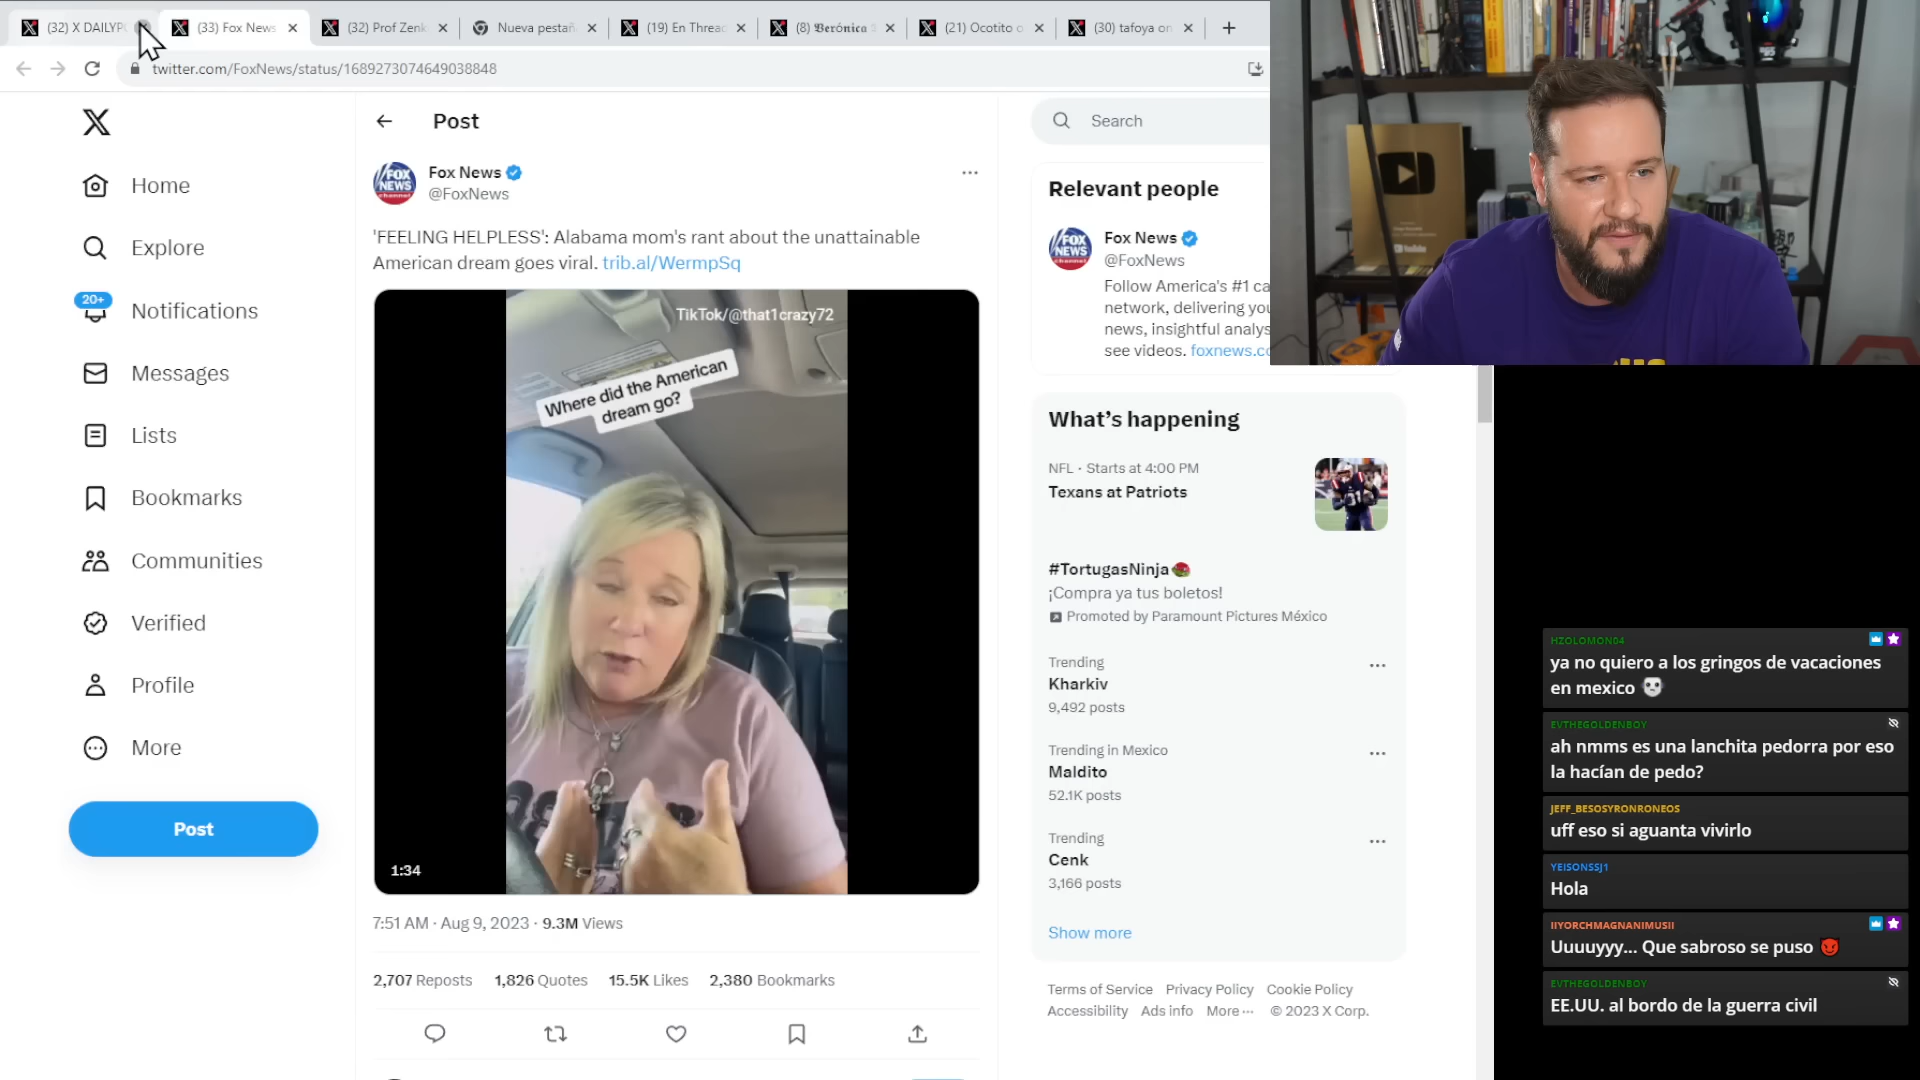 (32) X DAILYP
(33) Fox News
(32) Prof Zenk
Nueva pestañ
(19) En Threac
(8) 𝕭𝖊𝖗ó𝖓𝖎𝖈𝖆
(21) Ocotito o
(30) tafoya on
twitter.com/FoxNews/status/1689273074649038848
Home
Explore
20+
Notifications
Messages
Lists
Bookmarks
Communities
Verified
Profile
More
Post
Post
FOX
NEWS
channel
Fox News
@FoxNews
'FEELING HELPLESS': Alabama mom's rant about the unattainable
American dream goes viral. trib.al/WermpSq
TikTok/@that1crazy72
Where did the American
dream go?
1:34
7:51 AM · Aug 9, 2023 · 9.3M Views
2,707 Reposts 1,826 Quotes 15.5K Likes 2,380 Bookmarks
Search
Relevant people
FOX
NEWS
Fox News
@FoxNews
Follow America's #1 ca
network, delivering you
news, insightful analys
see videos. foxnews.co
What's happening
NFL · Starts at 4:00 PM
Texans at Patriots
#TortugasNinja
¡Compra ya tus boletos!
Promoted by Paramount Pictures México
Trending
Kharkiv
9,492 posts
Trending in Mexico
Maldito
52.1K posts
Trending
Cenk
3,166 posts
Show more
Terms of Service Privacy Policy Cookie Policy
Accessibility Ads info More ··· © 2023 X Corp.
HZOLOMON04
ya no quiero a los gringos de vacaciones
en mexico
EVTHEGOLDENBOY
ah nmms es una lanchita pedorra por eso
la hacían de pedo?
JEFF_BESOSYRONRONEOS
uff eso si aguanta vivirlo
YEISONSSJ1
Hola
IIYORCHMAGNANIMUSII
Uuuuyyy... Que sabroso se puso
EVTHEGOLDENBOY
EE.UU. al bordo de la guerra civil